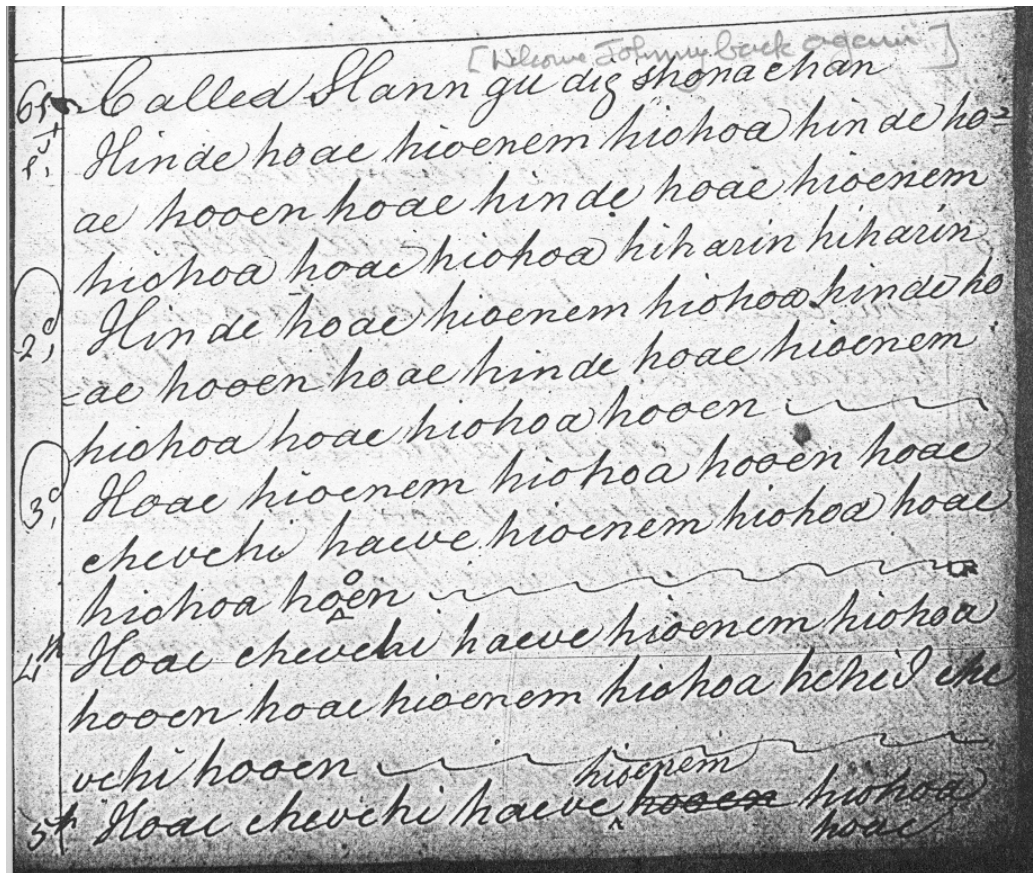 [Welcome Johnny back again"]
65 Called Slann gu dig shonachan
1st Hinde hoae hioenem hiohoa hinde ho=
ae hooen hoae hinde hoae hioenem
hiohoa hoae hiohoa hiharin hiharin
2d, Hinde hoae hioenem hiohoa hinde ho
=ae hooen hoae hinde hoae hioenem
hiohoa hoae hiohoa hooen
3d, Hoae hioenem hiohoa hooen hoae
chevchi haeve hioenem hiohoa hoae
hiohoa hooen
4th Hoae chevchi haeve hioenem hiohoa
hooen hoae hioenem hiohoa hchid che
vchi hooen
hioenem
5th Hoae chevchi haeve ^ hooen hiohoa
hoae